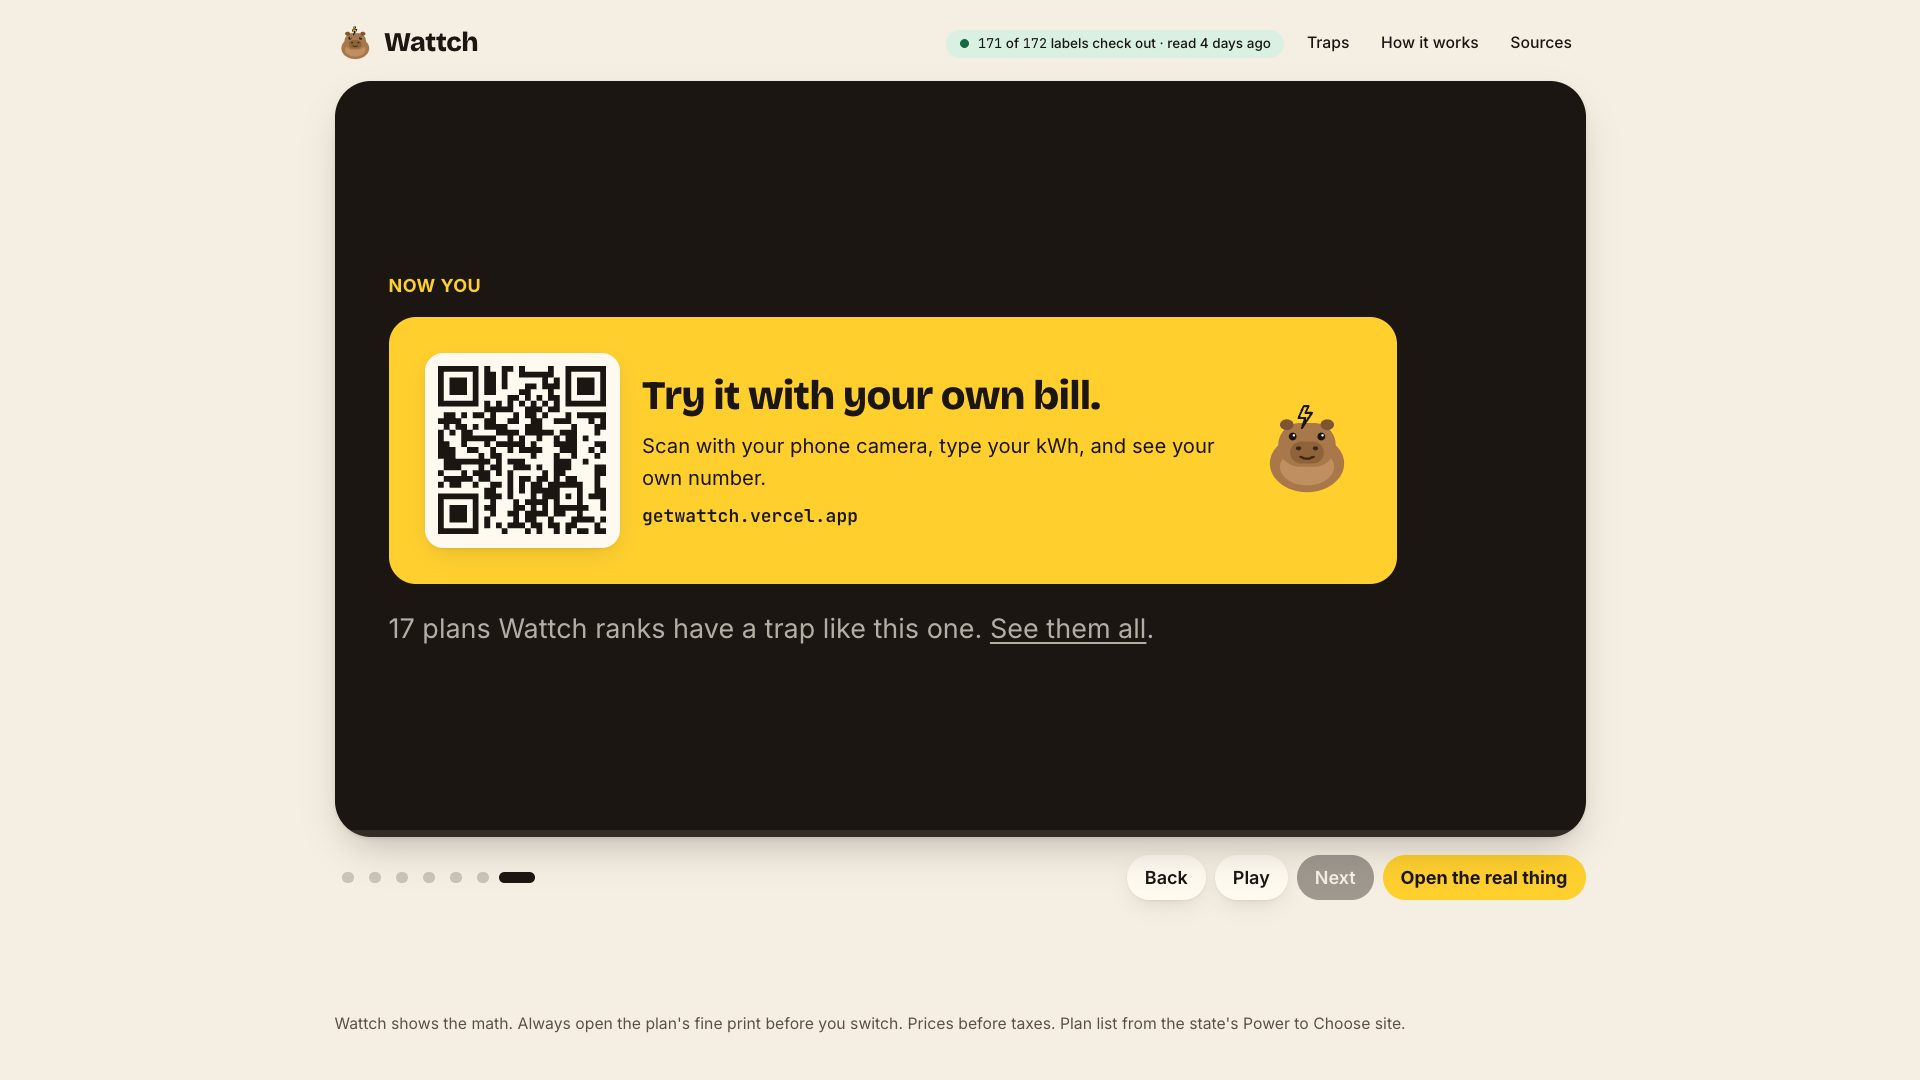 Wattch
171 of 172 labels check out · read 4 days ago
Traps
How it works
Sources
NOW YOU
Try it with your own bill.
Scan with your phone camera, type your kWh, and see your
own number.
getwattch.vercel.app
17 plans Wattch ranks have a trap like this one. See them all.
Back
Play
Next
Open the real thing
Wattch shows the math. Always open the plan's fine print before you switch. Prices before taxes. Plan list from the state's Power to Choose site.